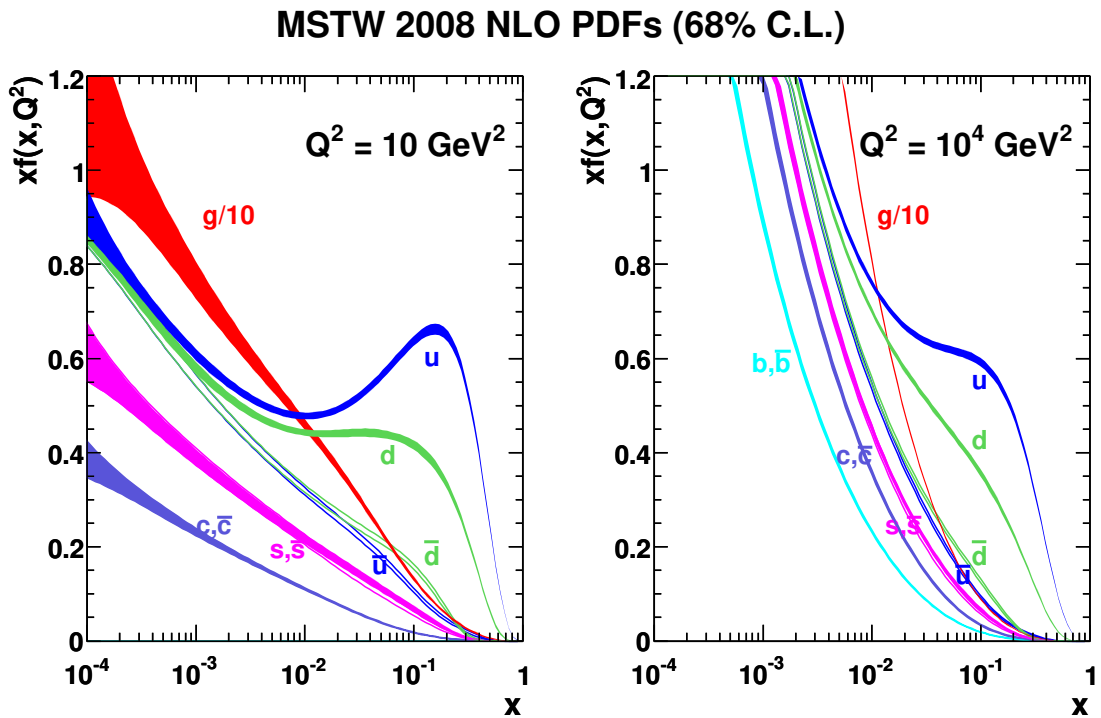 MSTW 2008 NLO PDFs (68% C.L.)
xf(x,Q²)
1.2
1
0.8
0.6
0.4
0.2
0
Q² = 10 GeV²
g/10
u
d
c,c̅
s,s̅
u̅
d̅
10⁻⁴
10⁻³
10⁻²
10⁻¹
1
x
xf(x,Q²)
1.2
1
0.8
0.6
0.4
0.2
0
Q² = 10⁴ GeV²
g/10
b,b̅
u
d
c,c̅
s,s̅
d̅
u̅
10⁻⁴
10⁻³
10⁻²
10⁻¹
1
x